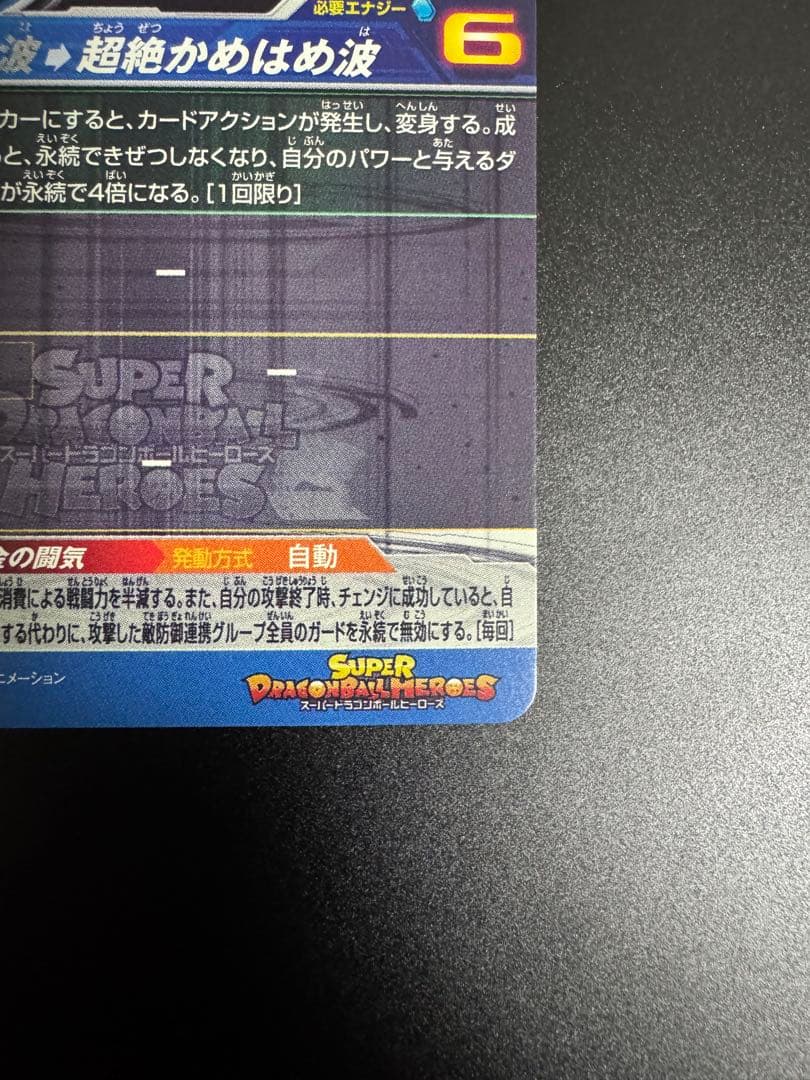 必要エナジー
6
波➡超絶かめはめ波
カーにすると、カードアクションが発生し、変身する。成
と、永続できぜつしなくなり、自分のパワーと与えるダ
が永続で4倍になる。[1回限り]
ー
ー
ー
SUPER
DRAGONBALL
スーパードラゴンボールヒーローズ
HEROES
全の闘気 発動方式 自動
消費による戦闘力を半減する。また、自分の攻撃終了時、チェンジに成功していると、自
する代わりに、攻撃した敵防御連携グループ全員のガードを永続で無効にする。[毎回]
ニメーション
SUPER
DRAGONBALL HEROES
スーパードラゴンボールヒーローズ